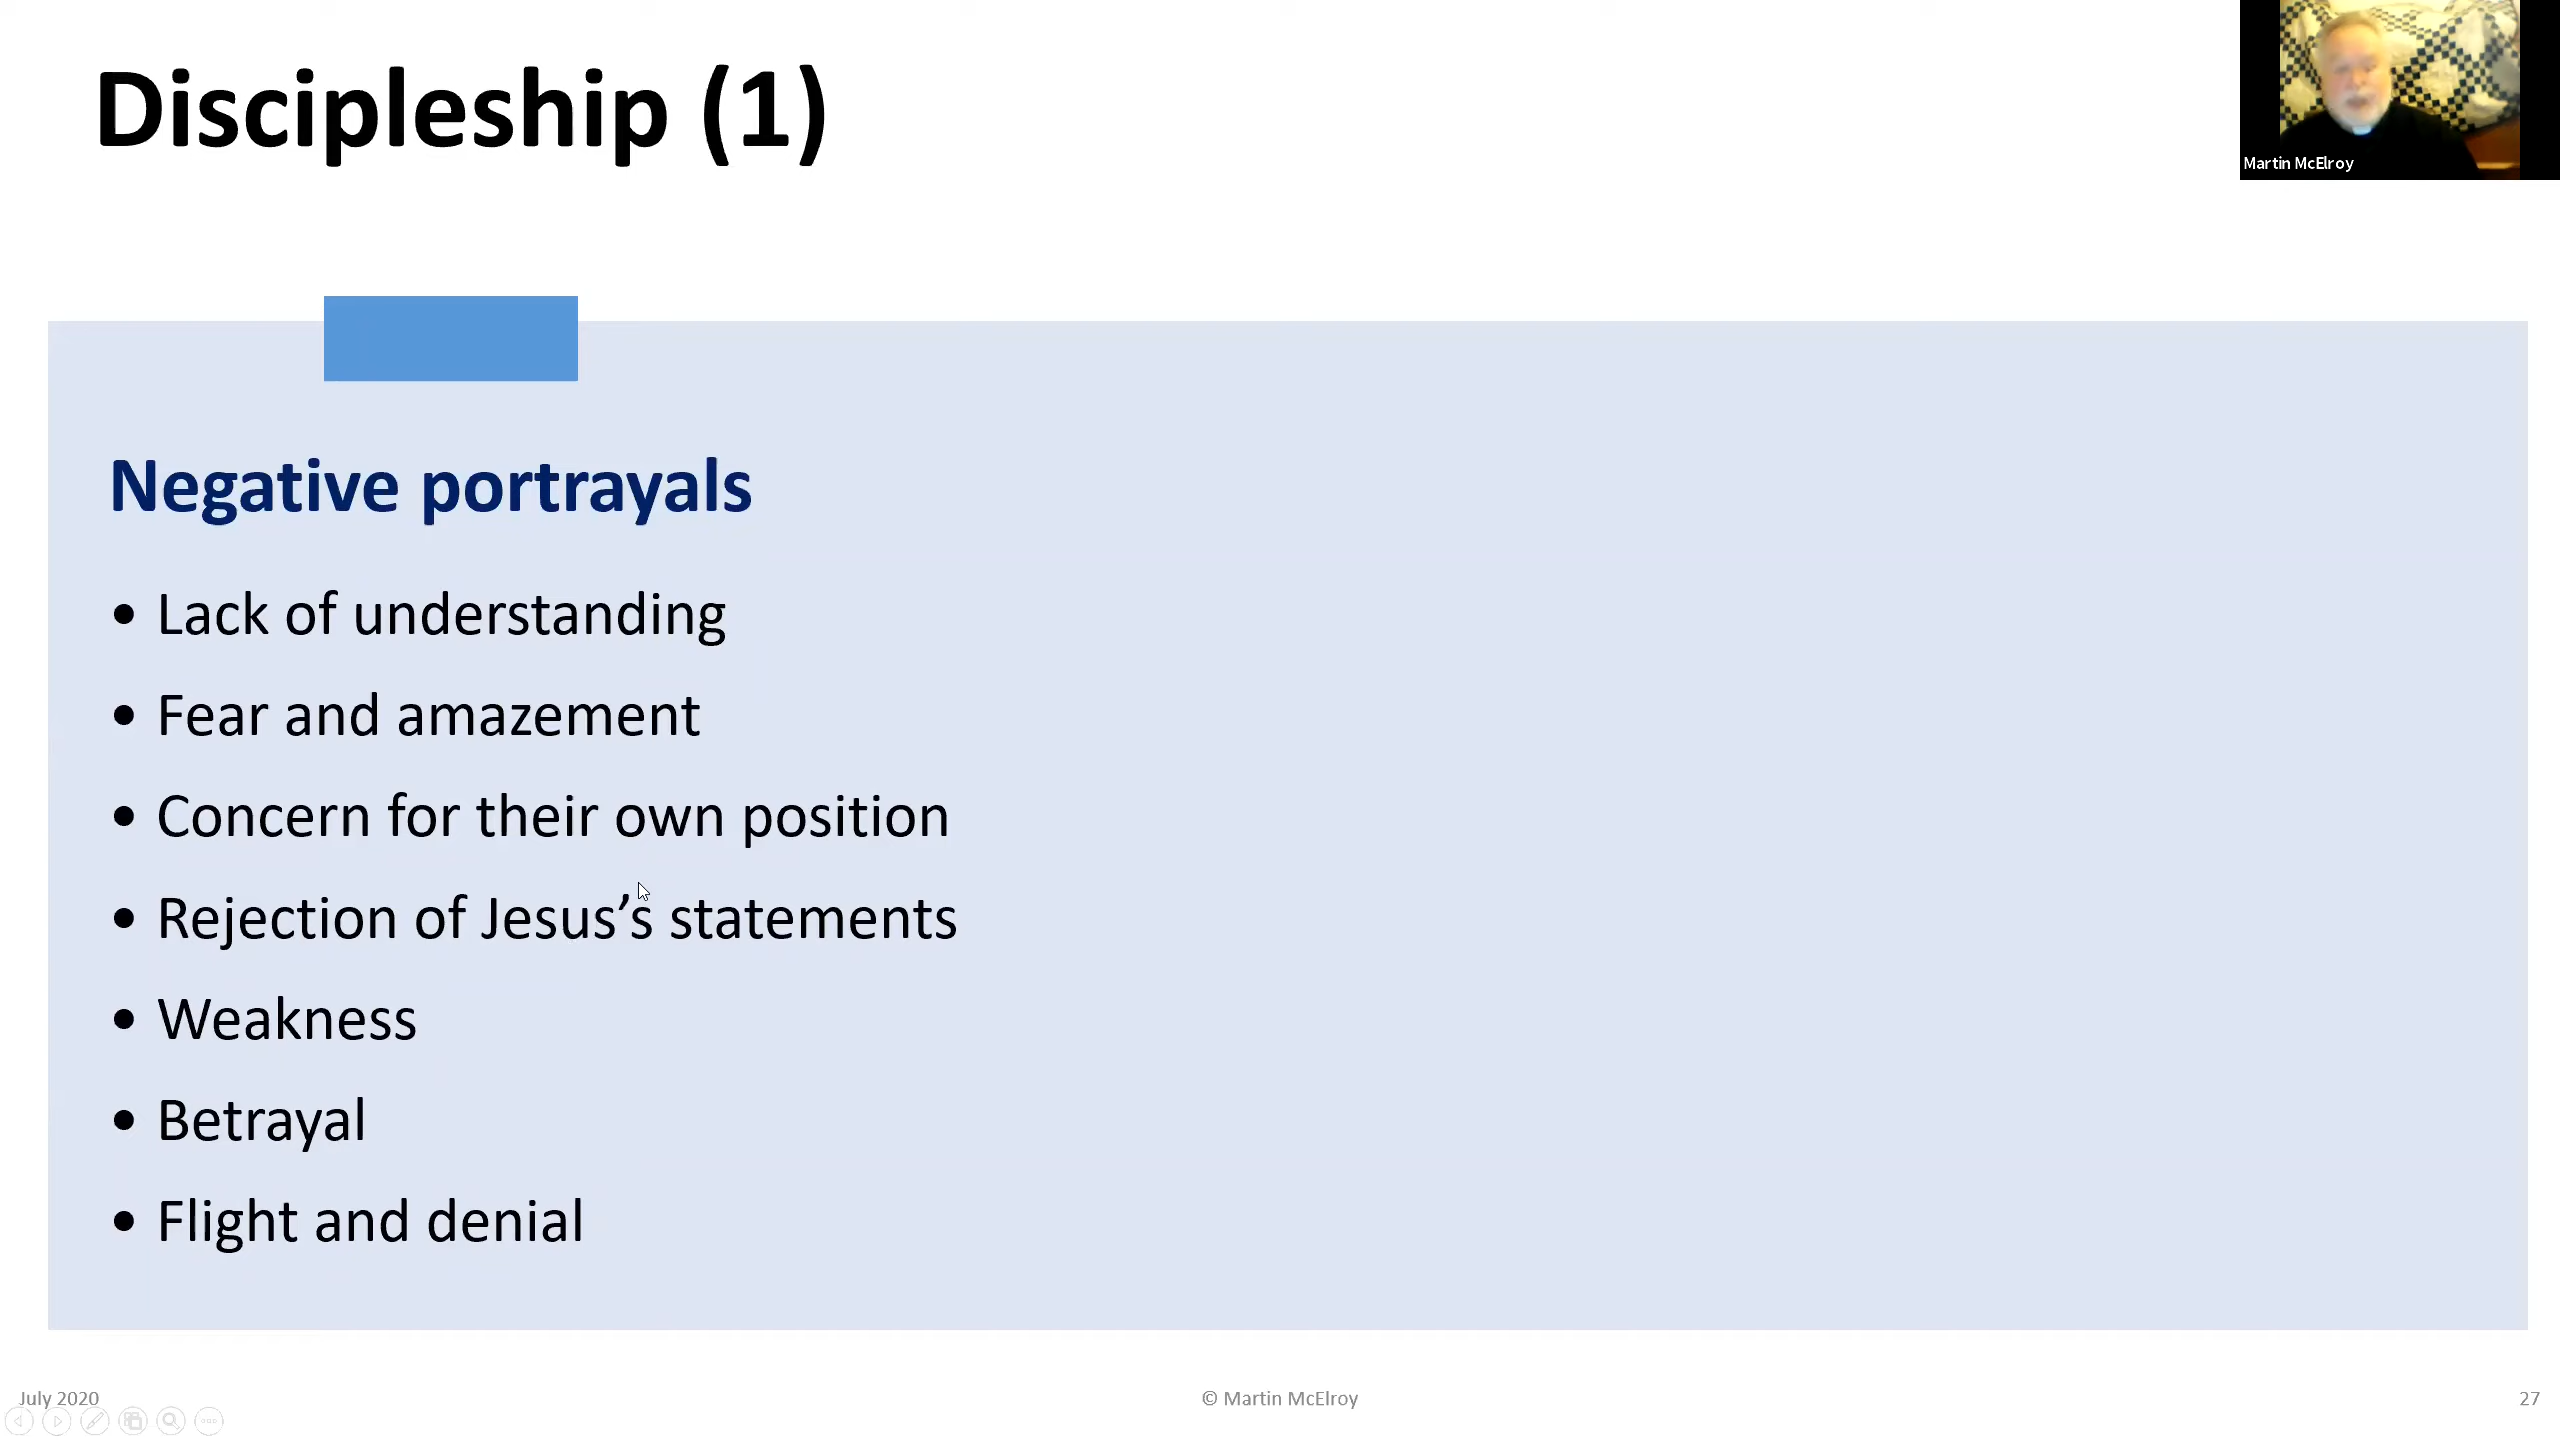 Discipleship (1)
Martin McElroy
Negative portrayals
• Lack of understanding
• Fear and amazement
• Concern for their own position
• Rejection of Jesus’s statements
• Weakness
• Betrayal
• Flight and denial
July 2020
© Martin McElroy
27